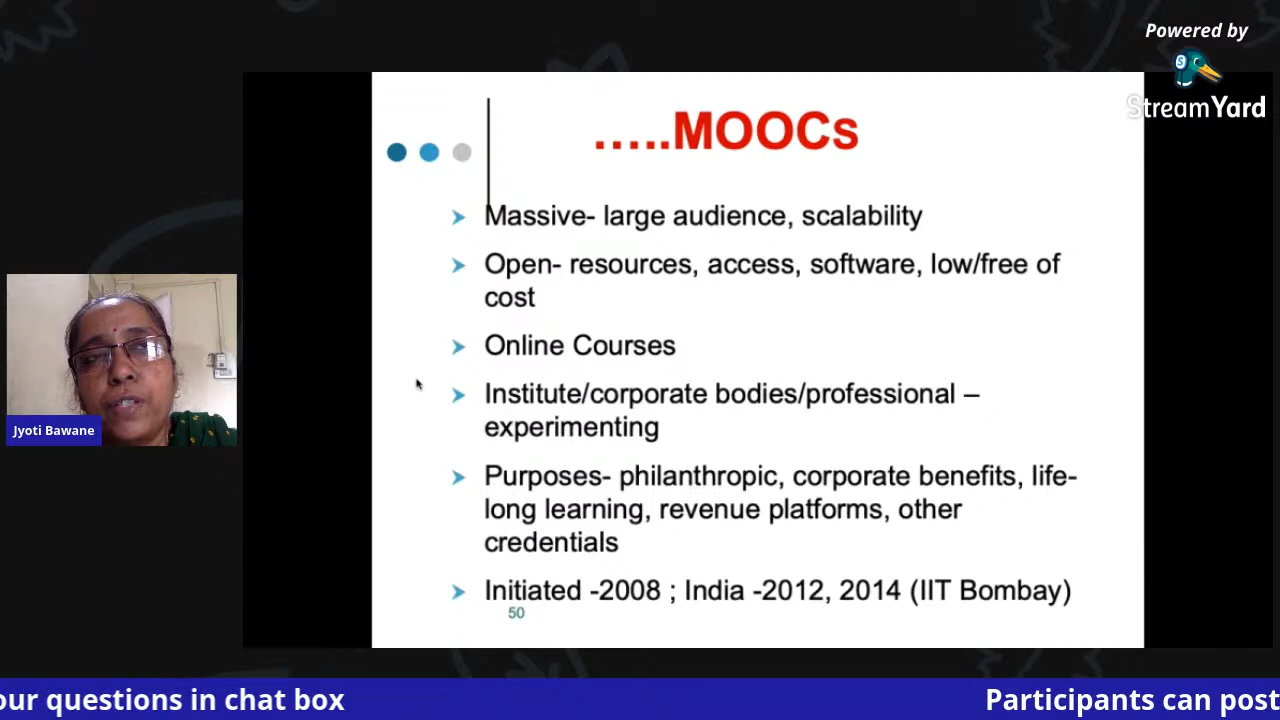 Powered by
StreamYard
.....MOOCs
Massive- large audience, scalability
Open- resources, access, software, low/free of
cost
Online Courses
Institute/corporate bodies/professional –
experimenting
Purposes- philanthropic, corporate benefits, life-
long learning, revenue platforms, other
credentials
Initiated -2008 ; India -2012, 2014 (IIT Bombay)
50
Jyoti Bawane
our questions in chat box
Participants can post